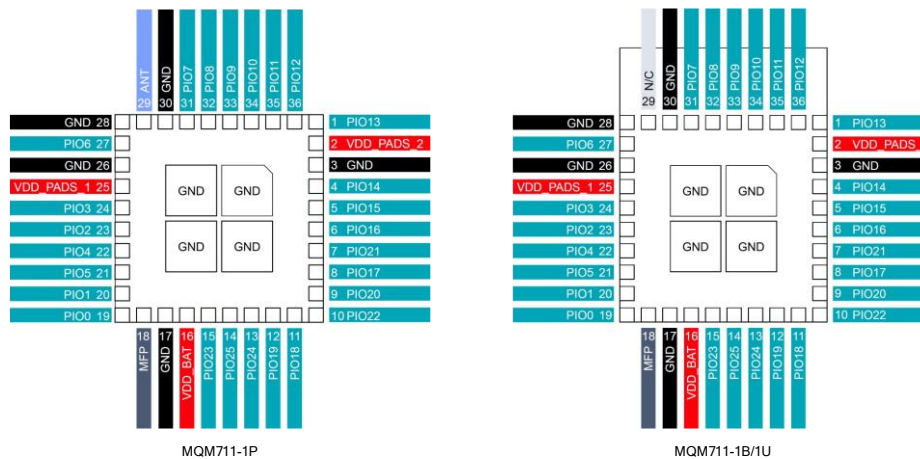 ANT 29
GND 30
PIO7 31
PIO8 32
PIO9 33
PIO10 34
PIO11 35
PIO12 36
GND 28
PIO6 27
GND 26
VDD_PADS_1 25
PIO3 24
PIO2 23
PIO4 22
PIO5 21
PIO1 20
PIO0 19
GND GND
GND GND
1 PIO13
2 VDD_PADS_2
3 GND
4 PIO14
5 PIO15
6 PIO16
7 PIO21
8 PIO17
9 PIO20
10 PIO22
MFP 18
GND 17
VDD_BAT 16
PIO23 15
PIO25 14
PIO24 13
PIO19 12
PIO18 11
MQM711-1P
N/C 29
GND 30
PIO7 31
PIO8 32
PIO9 33
PIO10 34
PIO11 35
PIO12 36
GND 28
PIO6 27
GND 26
VDD_PADS_1 25
PIO3 24
PIO2 23
PIO4 22
PIO5 21
PIO1 20
PIO0 19
GND GND
GND GND
1 PIO13
2 VDD_PADS_
3 GND
4 PIO14
5 PIO15
6 PIO16
7 PIO21
8 PIO17
9 PIO20
10 PIO22
MFP 18
GND 17
VDD_BAT 16
PIO23 15
PIO25 14
PIO24 13
PIO19 12
PIO18 11
MQM711-1B/1U